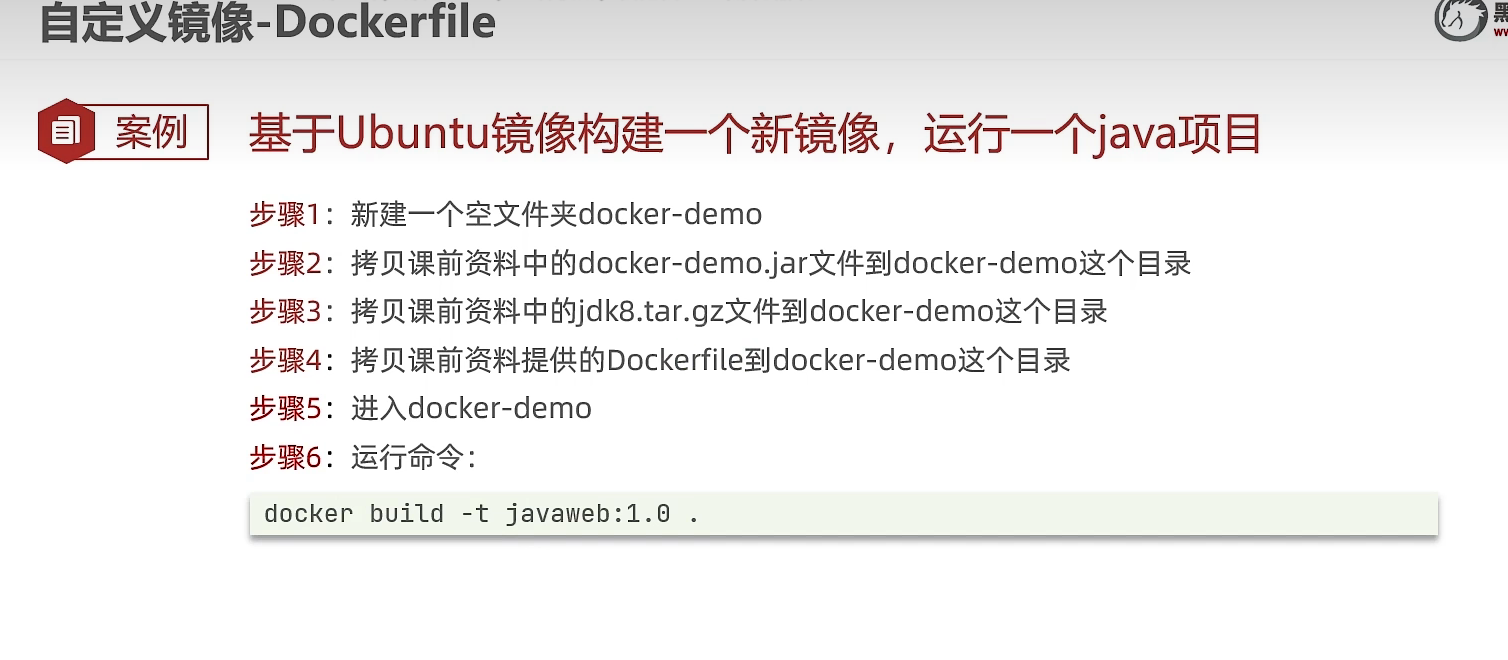 自定义镜像-Dockerfile
案例
基于Ubuntu镜像构建一个新镜像，运行一个java项目
步骤1：新建一个空文件夹docker-demo
步骤2：拷贝课前资料中的docker-demo.jar文件到docker-demo这个目录
步骤3：拷贝课前资料中的jdk8.tar.gz文件到docker-demo这个目录
步骤4：拷贝课前资料提供的Dockerfile到docker-demo这个目录
步骤5：进入docker-demo
步骤6：运行命令：
docker build -t javaweb:1.0 .